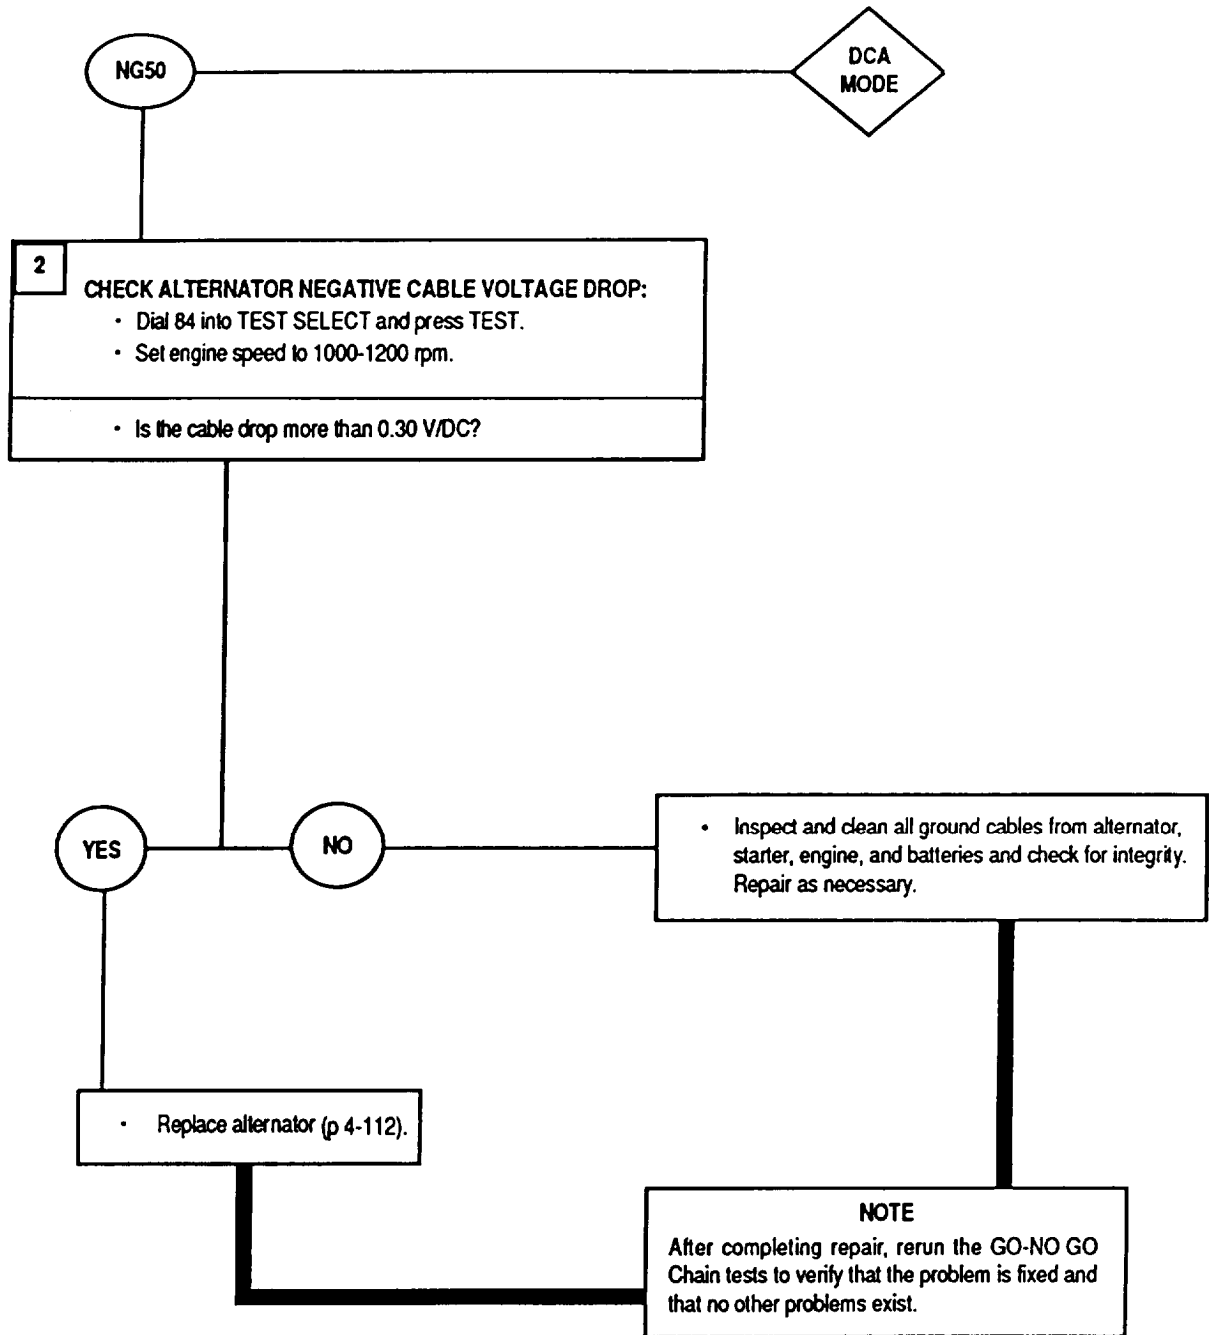 NG50
DCA
MODE
2
CHECK ALTERNATOR NEGATIVE CABLE VOLTAGE DROP:
• Dial 84 into TEST SELECT and press TEST.
• Set engine speed to 1000-1200 rpm.
• Is the cable drop more than 0.30 V/DC?
YES
NO
• Inspect and clean all ground cables from alternator,
starter, engine, and batteries and check for integrity.
Repair as necessary.
• Replace alternator (p 4-112).
NOTE
After completing repair, rerun the GO-NO GO
Chain tests to verify that the problem is fixed and
that no other problems exist.